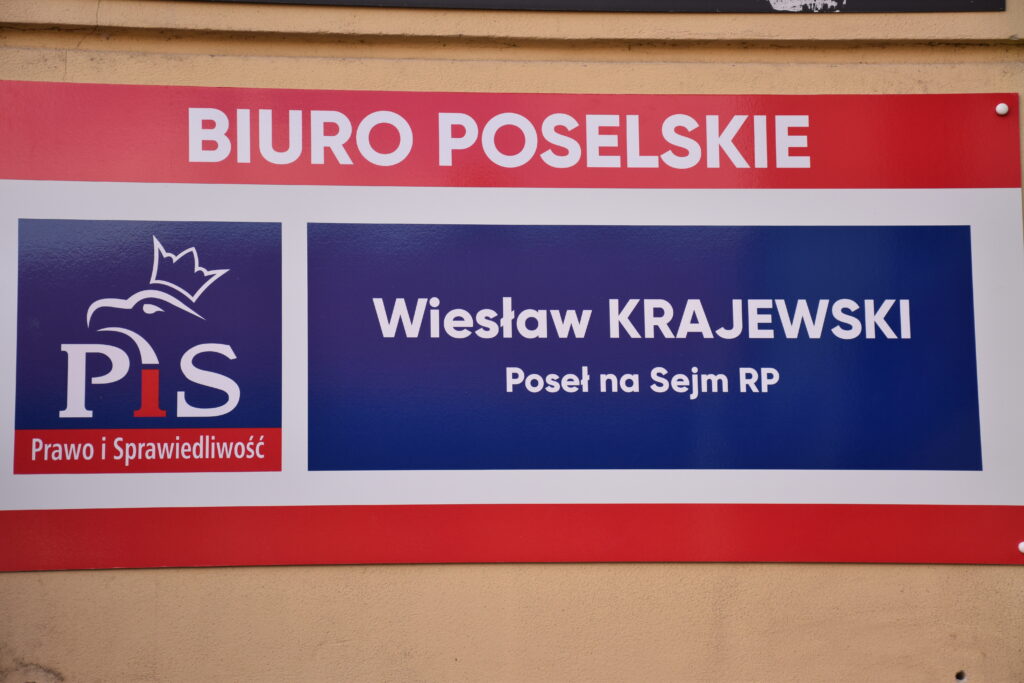 BIURO POSELSKIE
PiS
Prawo i Sprawiedliwość
Wiesław KRAJEWSKI
Poseł na Sejm RP